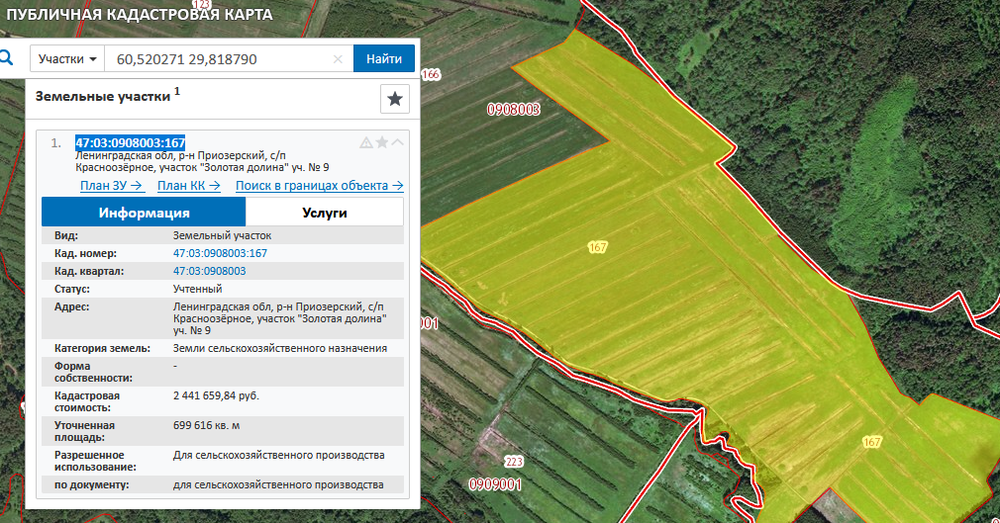 ПУБЛИЧНАЯ КАДАСТРОВАЯ КАРТА
123
Участки
60,520271 29,818790
×
Найти
Земельные участки 1
1.
47:03:0908003:167
Ленинградская обл, р-н Приозерский, с/п
Красноозёрное, участок "Золотая долина" уч. № 9
План ЗУ →
План КК →
Поиск в границах объекта →
Информация
Услуги
Вид: Земельный участок
Кад. номер: 47:03:0908003:167
Кад. квартал: 47:03:0908003
Статус: Учтенный
Адрес: Ленинградская обл, р-н Приозерский, с/п
Красноозёрное, участок "Золотая долина"
уч. № 9
Категория земель: Земли сельскохозяйственного назначения
Форма -
собственности:
Кадастровая 2 441 659,84 руб.
стоимость:
Уточненная 699 616 кв. м
площадь:
Разрешенное Для сельскохозяйственного производства
использование:
по документу: для сельскохозяйственного производства
166
0908003
167
001
167
223
0909001